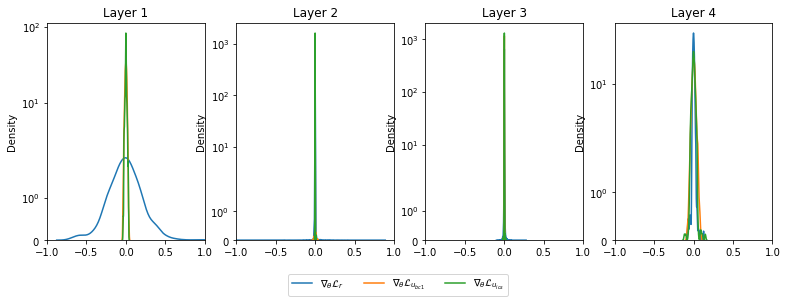 Layer 1 Layer 2 Layer 3 Layer 4
Density Density Density Density
10² 10¹ 10⁰ 0
10³ 10² 10¹ 10⁰ 0
10³ 10² 10¹ 10⁰ 0
10¹ 10⁰ 0
−1.0 −0.5 0.0 0.5 1.0 −1.0 −0.5 0.0 0.5 1.0 −1.0 −0.5 0.0 0.5 1.0 −1.0 −0.5 0.0 0.5 1.0
∇θℒr ∇θℒu_bc1 ∇θℒu_ics